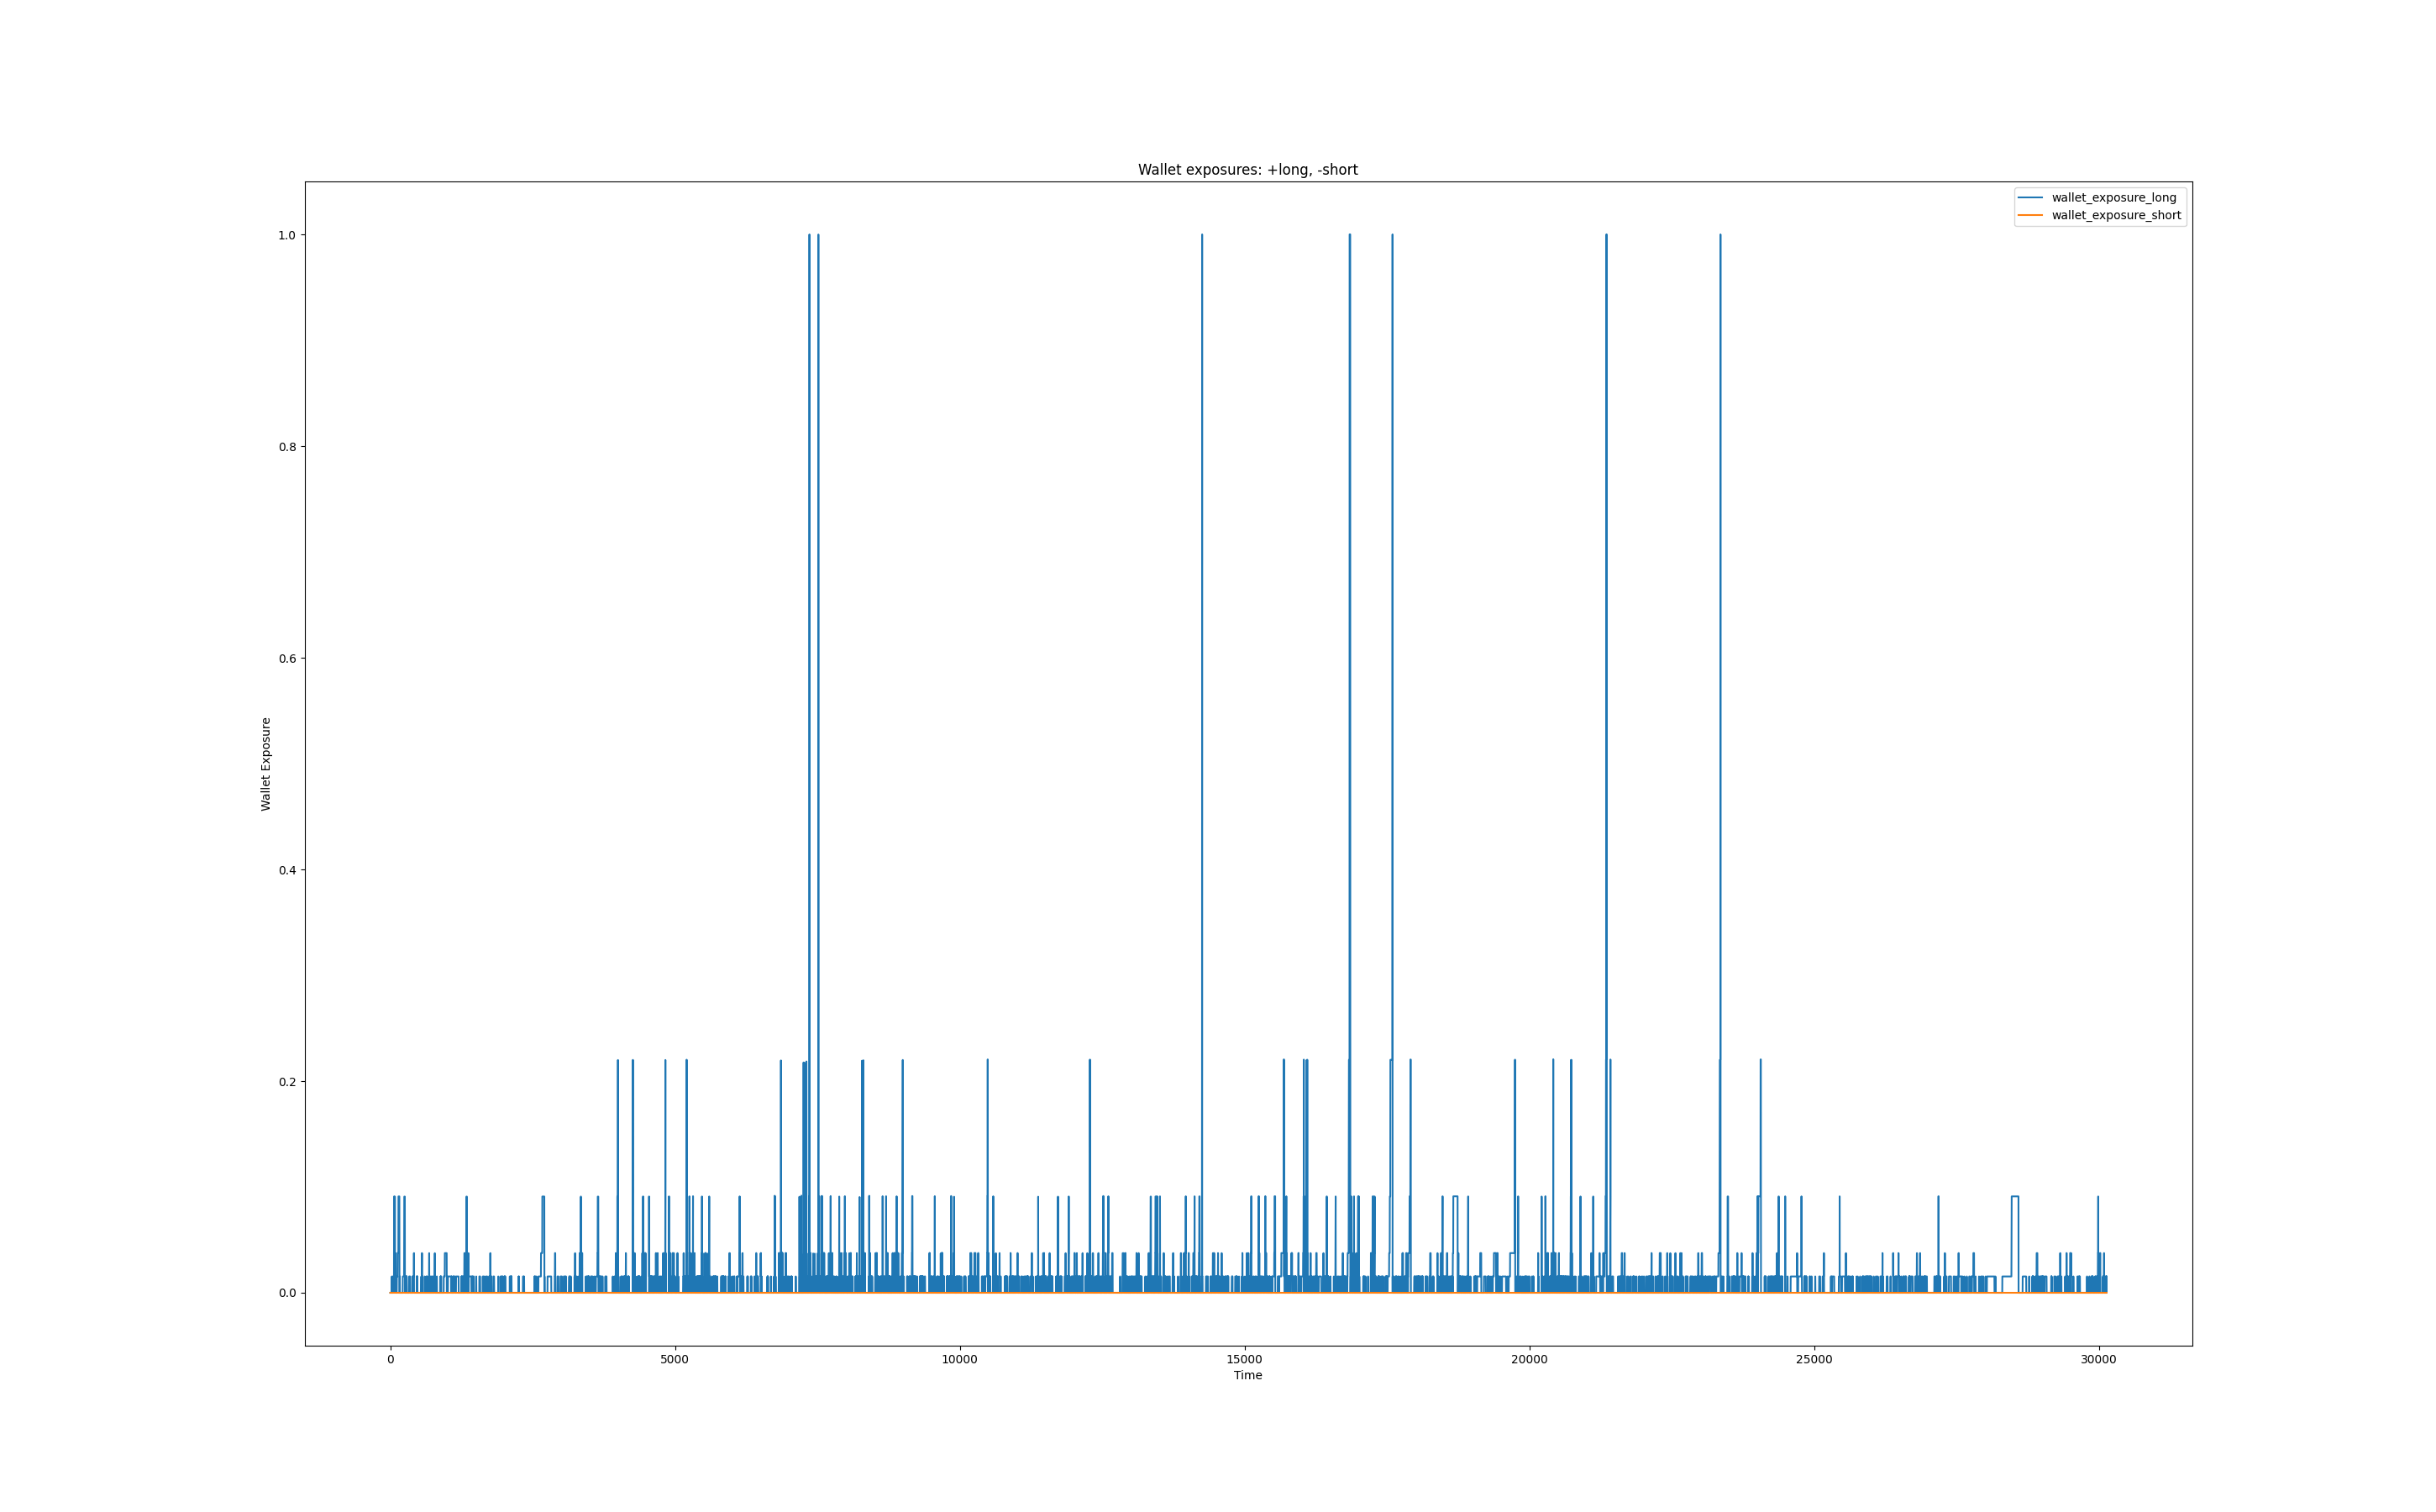 Wallet exposures: +long, -short
wallet_exposure_long
wallet_exposure_short
1.0
0.8
0.6
0.4
0.2
0.0
Wallet Exposure
0 5000 10000 15000 20000 25000 30000
Time